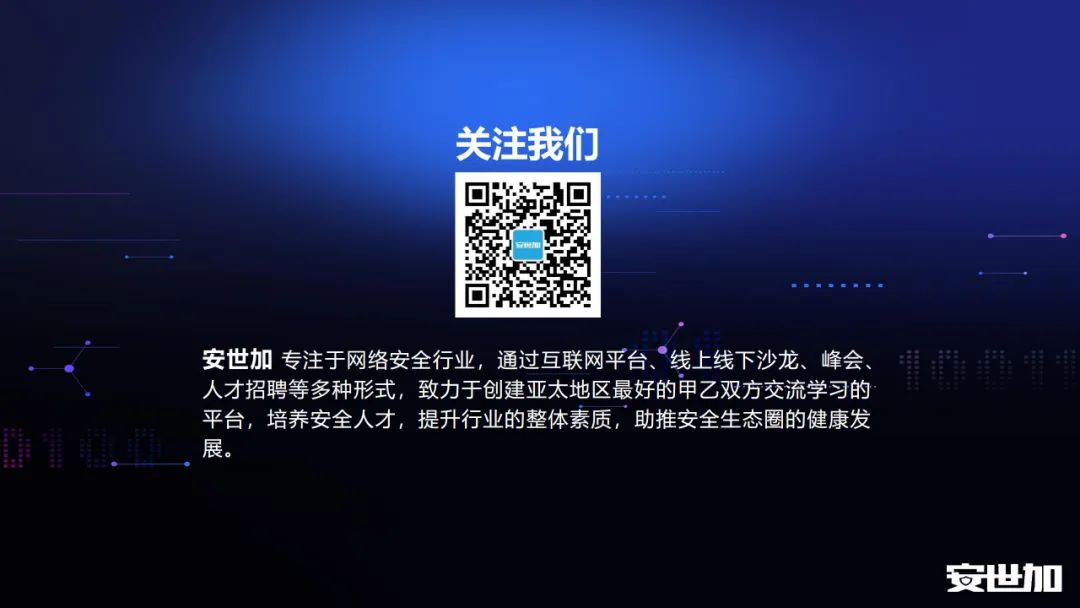 关注我们
安世加
安世加 专注于网络安全行业，通过互联网平台、线上线下沙龙、峰会、
人才招聘等多种形式，致力于创建亚太地区最好的甲乙双方交流学习的
平台，培养安全人才，提升行业的整体素质，助推安全生态圈的健康发
展。
安世加